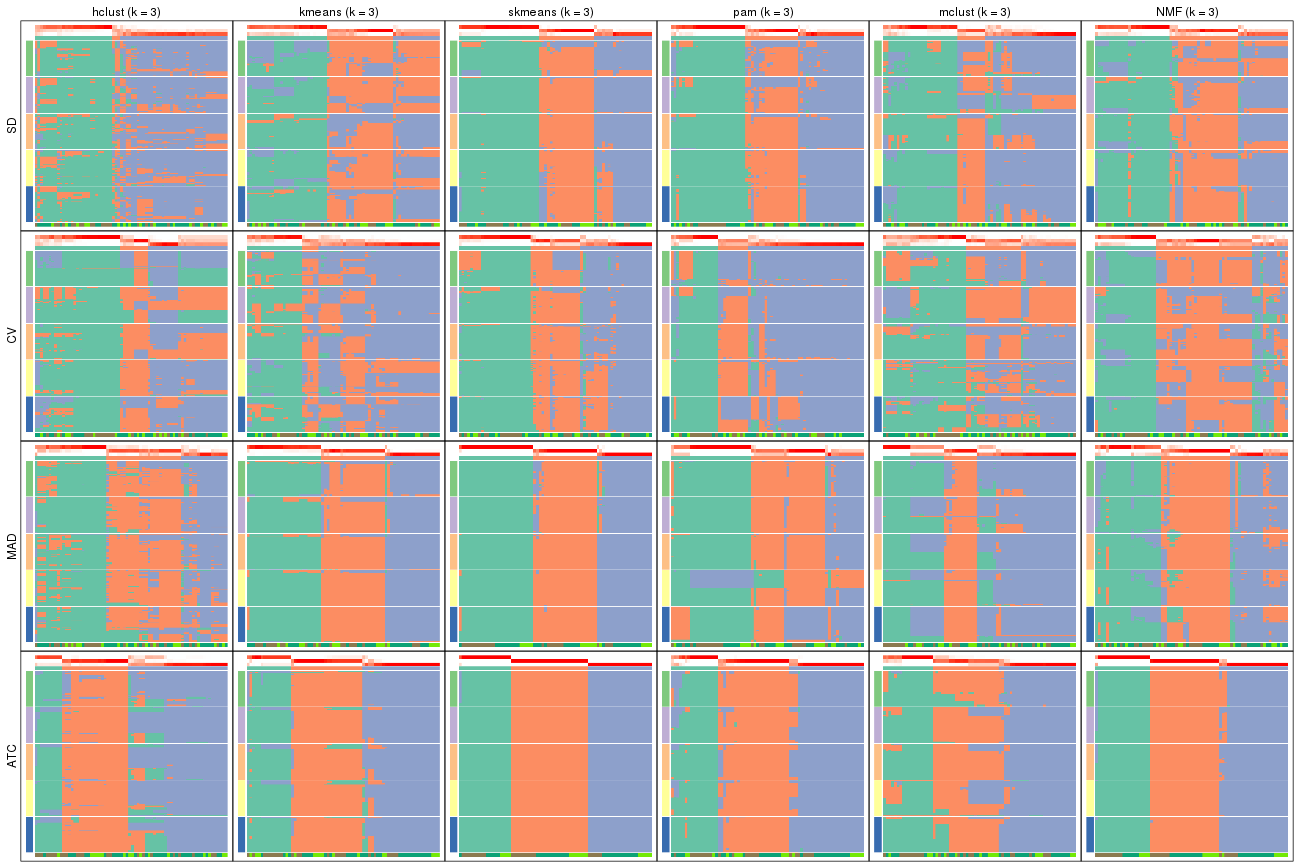 hclust (k = 3)
kmeans (k = 3)
skmeans (k = 3)
pam (k = 3)
mclust (k = 3)
NMF (k = 3)
SD
CV
MAD
ATC